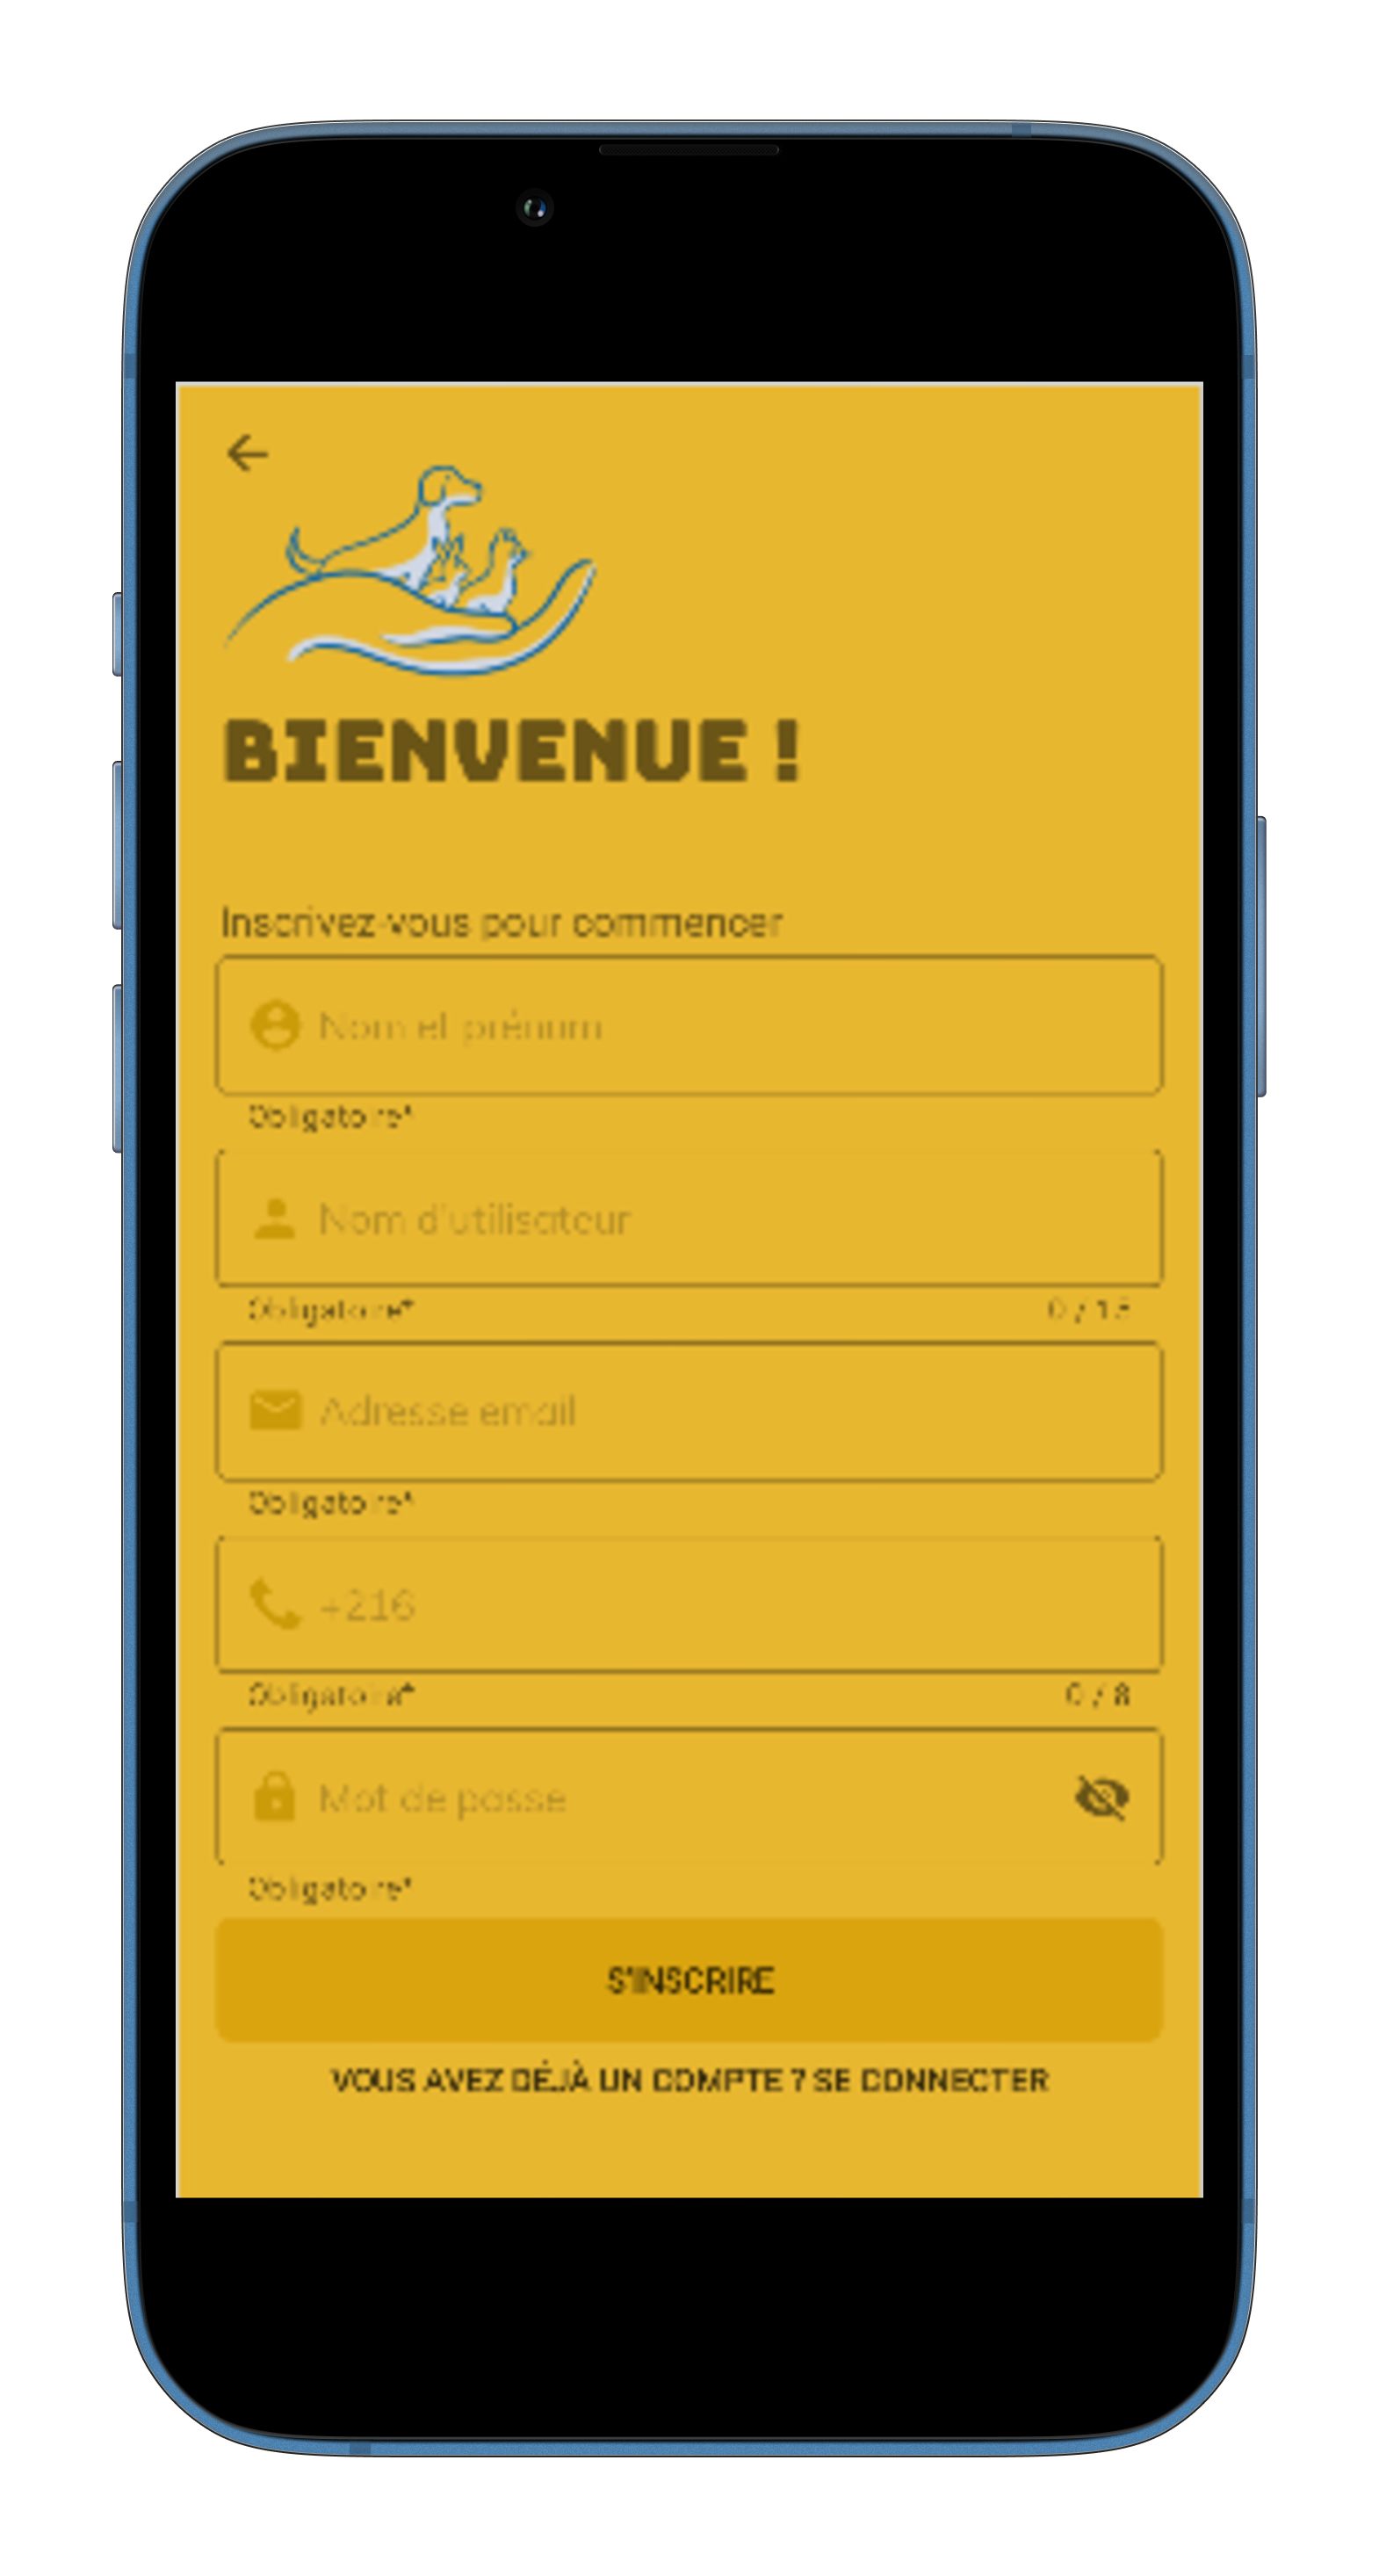 BIENVENUE !
Inscrivez-vous pour commencer
Nom et prénom
Obligatoire*
Nom d'utilisateur
Obligatoire*
0 / 15
Adresse email
Obligatoire*
+216
Obligatoire*
0 / 8
Mot de passe
Obligatoire*
S'INSCRIRE
VOUS AVEZ DÉJÀ UN COMPTE ? SE CONNECTER